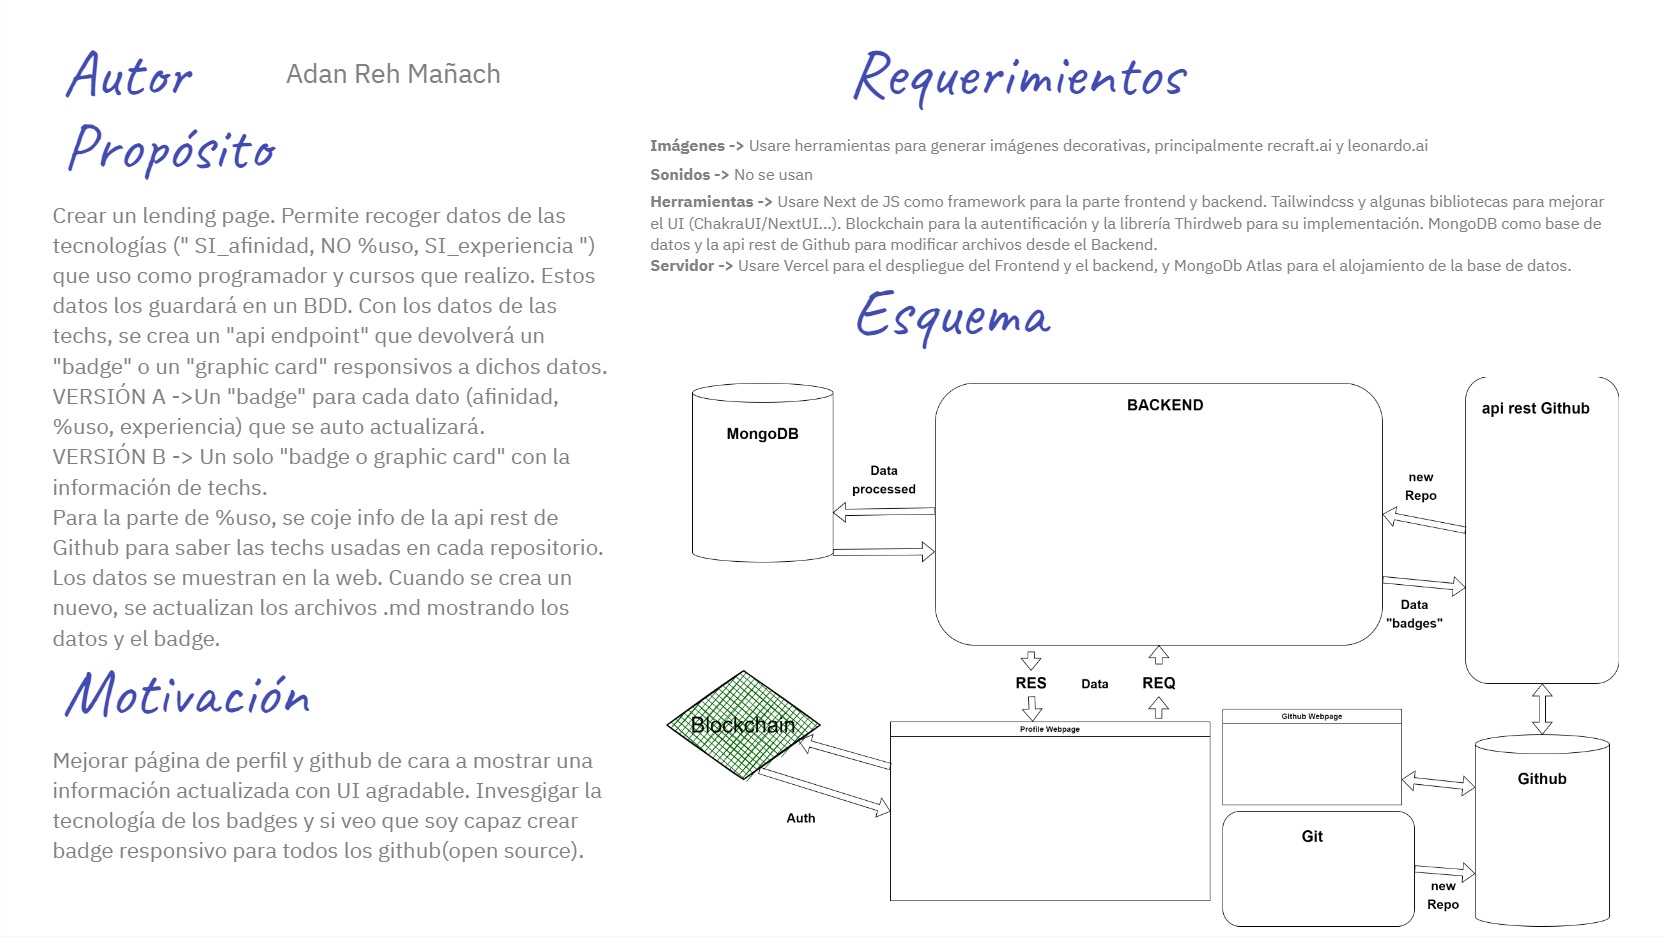 Autor
Adan Reh Mañach
Propósito
Crear un lending page. Permite recoger datos de las
tecnologías (" SI_afinidad, NO %uso, SI_experiencia ")
que uso como programador y cursos que realizo. Estos
datos los guardará en un BDD. Con los datos de las
techs, se crea un "api endpoint" que devolverá un
"badge" o un "graphic card" responsivos a dichos datos.
VERSIÓN A ->Un "badge" para cada dato (afinidad,
%uso, experiencia) que se auto actualizará.
VERSIÓN B -> Un solo "badge o graphic card" con la
información de techs.
Para la parte de %uso, se coje info de la api rest de
Github para saber las techs usadas en cada repositorio.
Los datos se muestran en la web. Cuando se crea un
nuevo, se actualizan los archivos .md mostrando los
datos y el badge.
Motivación
Mejorar página de perfil y github de cara a mostrar una
información actualizada con UI agradable. Invesgigar la
tecnología de los badges y si veo que soy capaz crear
badge responsivo para todos los github(open source).
Requerimientos
Imágenes -> Usare herramientas para generar imágenes decorativas, principalmente recraft.ai y leonardo.ai
Sonidos -> No se usan
Herramientas -> Usare Next de JS como framework para la parte frontend y backend. Tailwindcss y algunas bibliotecas para mejorar
el UI (ChakraUI/NextUI...). Blockchain para la autentificación y la librería Thirdweb para su implementación. MongoDB como base de
datos y la api rest de Github para modificar archivos desde el Backend.
Servidor -> Usare Vercel para el despliegue del Frontend y el backend, y MongoDb Atlas para el alojamiento de la base de datos.
Esquema
MongoDB
Data
processed
BACKEND
api rest Github
new
Repo
Data
"badges"
RES
Data
REQ
Blockchain
Auth
Profile Webpage
Github Webpage
Git
new
Repo
Github